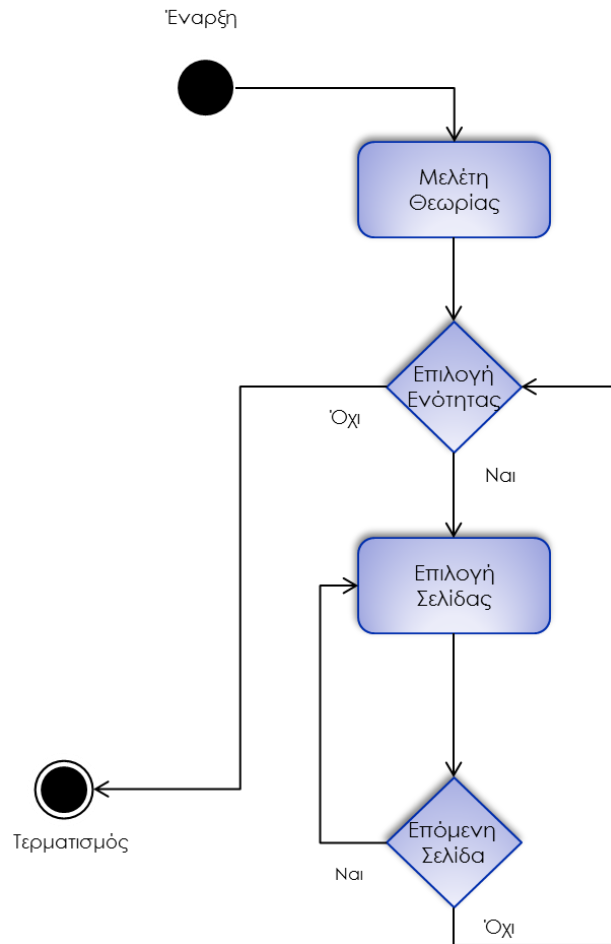 Έναρξη
Μελέτη
Θεωρίας
Επιλογή
Ενότητας
Όχι
Ναι
Επιλογή
Σελίδας
Επόμενη
Σελίδα
Τερματισμός
Ναι
Όχι